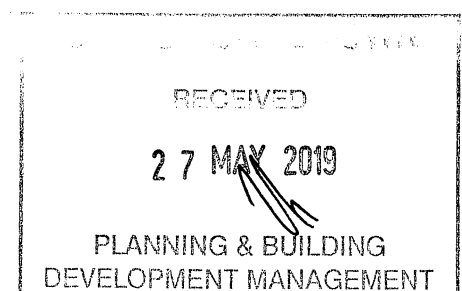 RECEIVED
2 7 MAY 2019
PLANNING & BUILDING
DEVELOPMENT MANAGEMENT